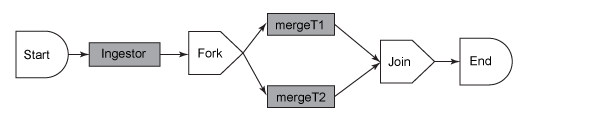 Start
Ingestor
Fork
mergeT1
mergeT2
Join
End